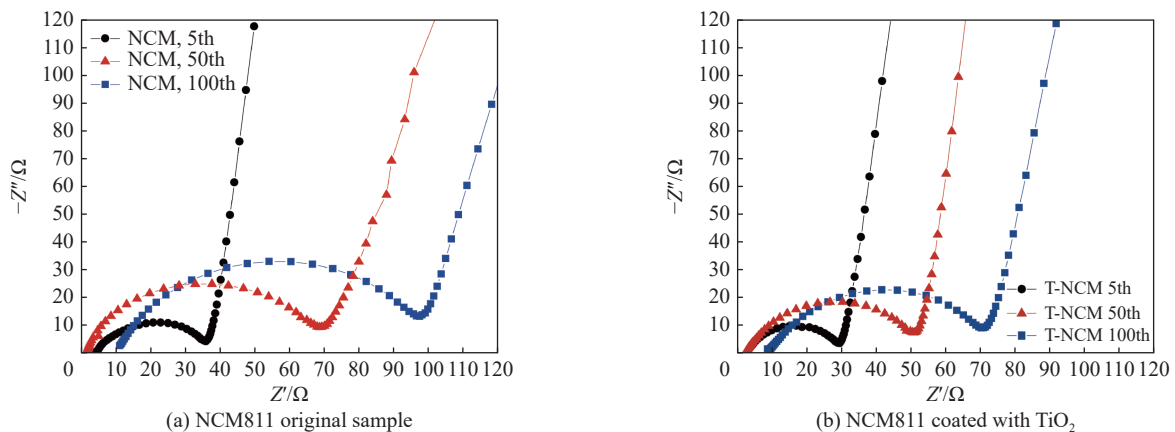 120
110
100
90
80
70
60
50
40
30
20
10
0
10 20 30 40 50 60 70 80 90 100 110 120
−Z″/Ω
Z′/Ω
NCM, 5th
NCM, 50th
NCM, 100th
(a) NCM811 original sample
120
110
100
90
80
70
60
50
40
30
20
10
0
10 20 30 40 50 60 70 80 90 100 110 120
−Z″/Ω
Z′/Ω
T-NCM 5th
T-NCM 50th
T-NCM 100th
(b) NCM811 coated with TiO₂